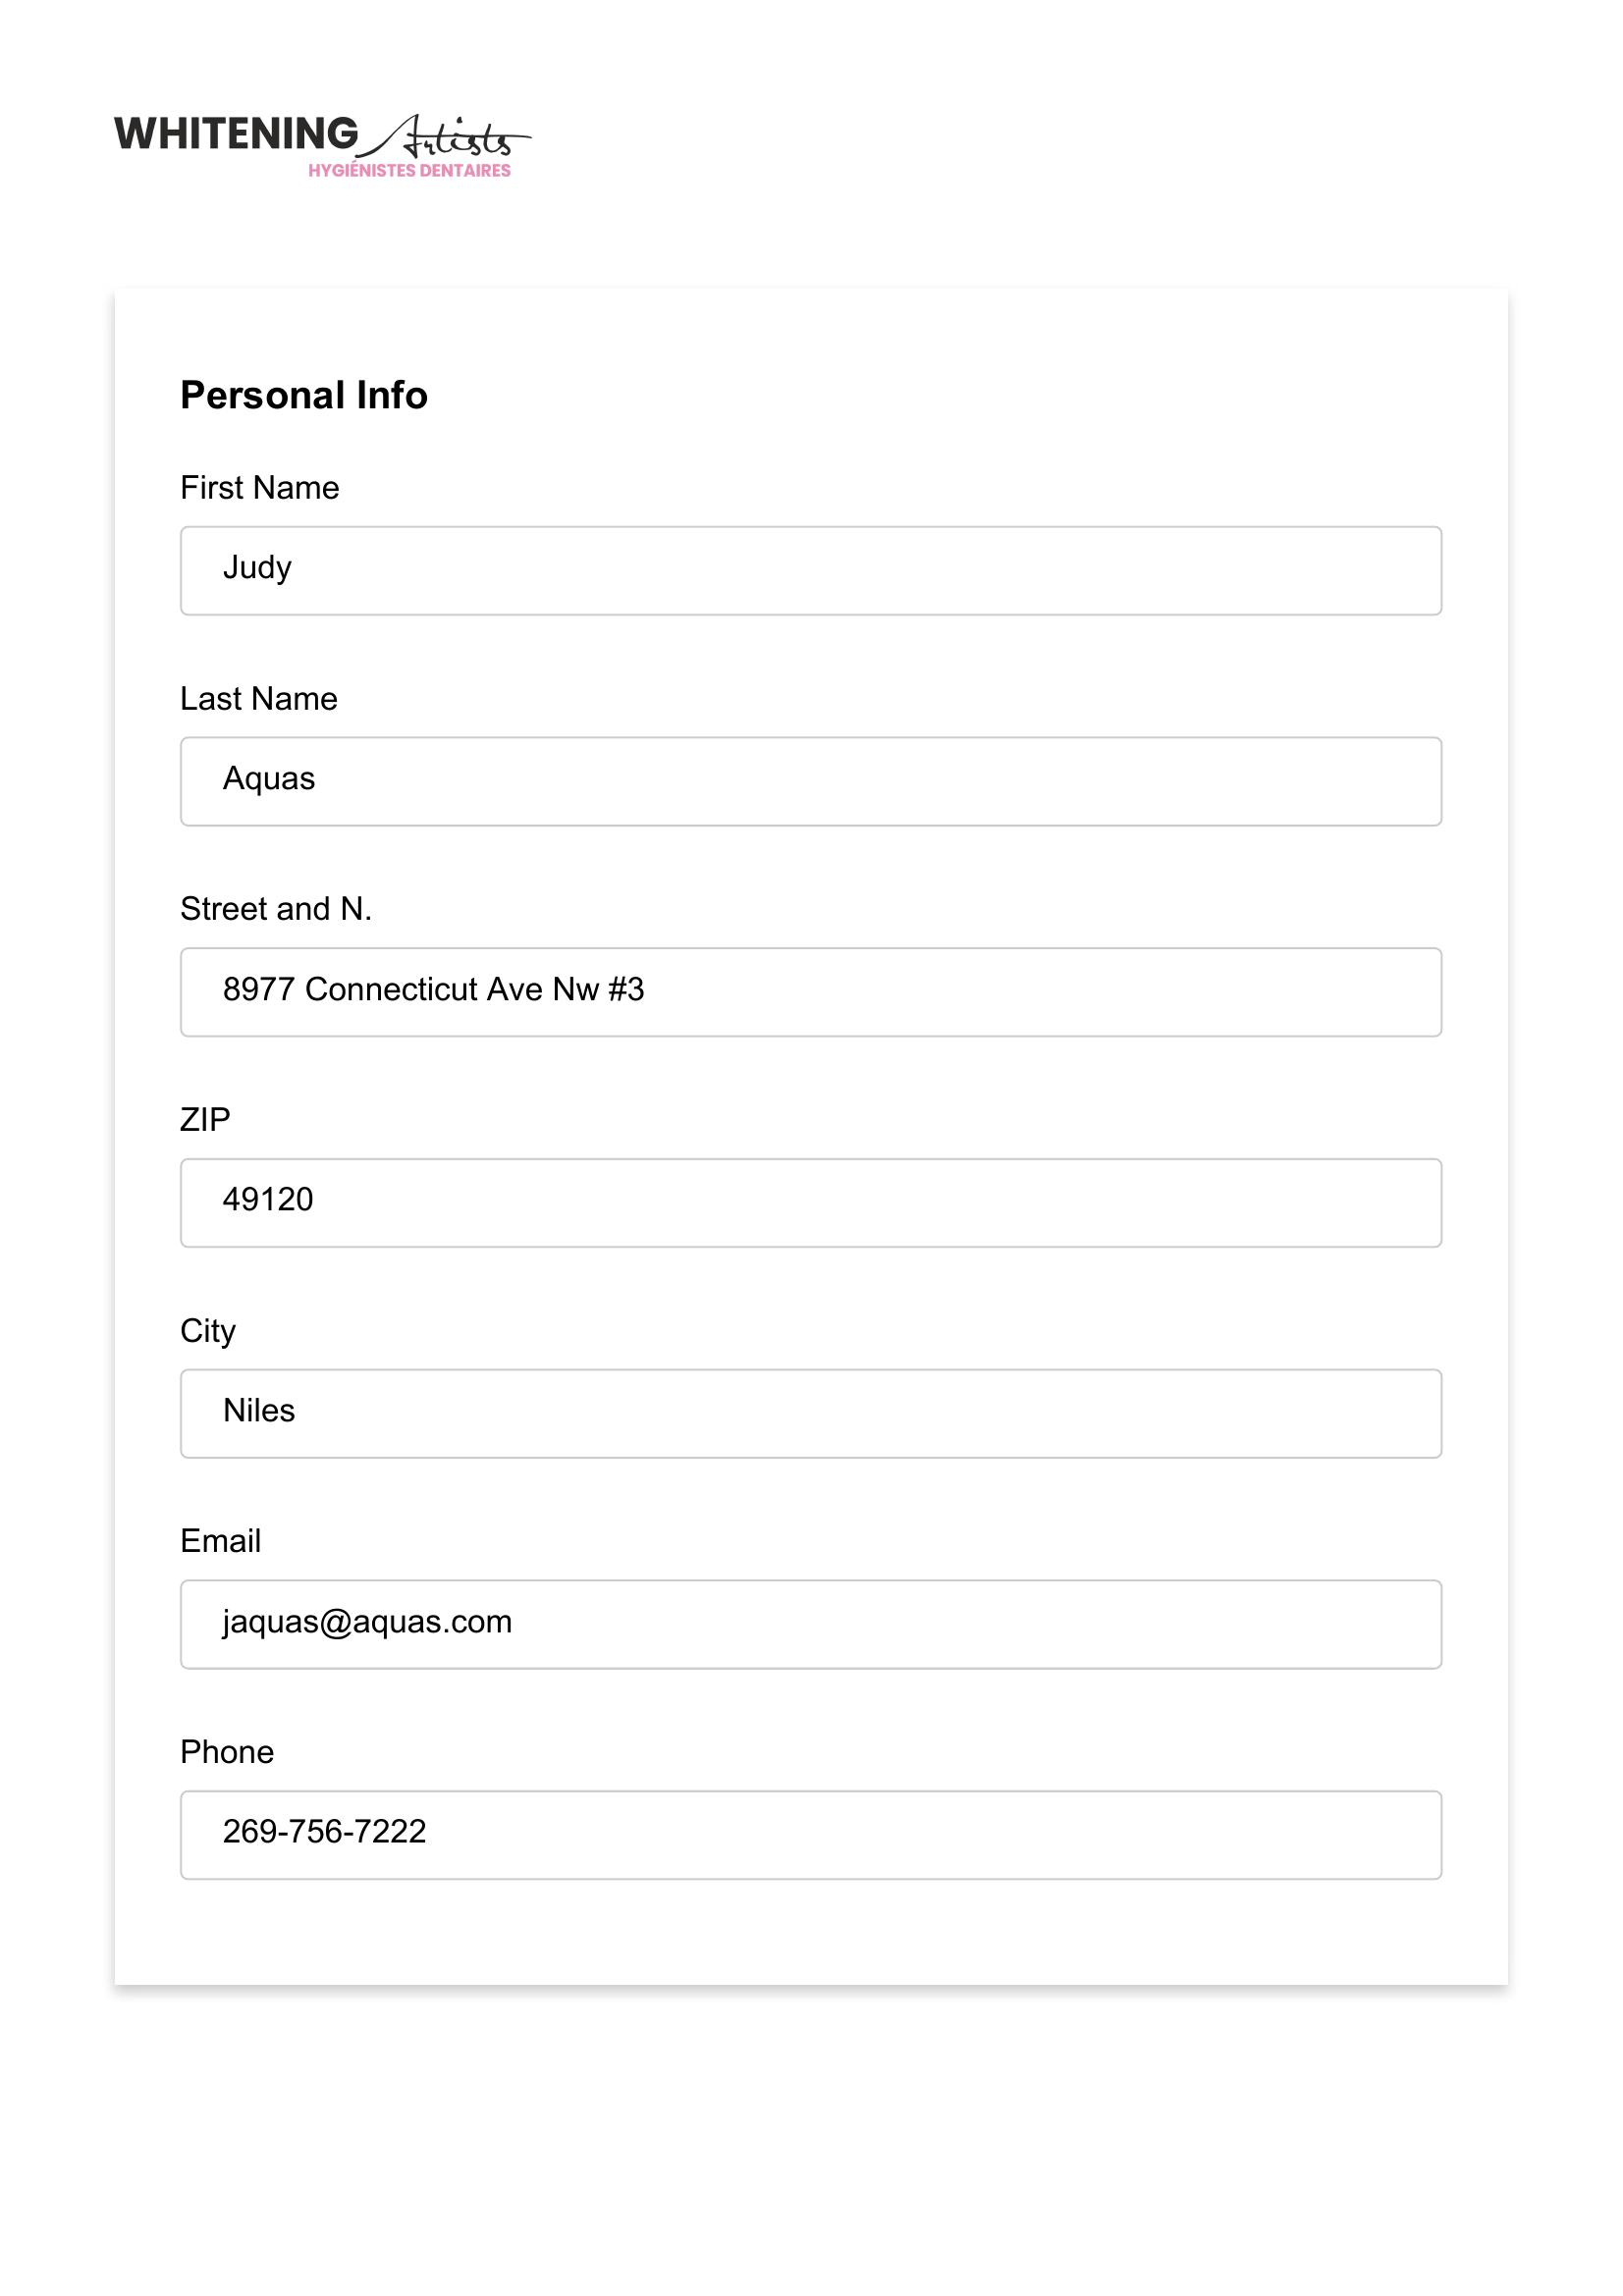 WHITENING Artists
HYGIÉNISTES DENTAIRES
Personal Info
First Name
Judy
Last Name
Aquas
Street and N.
8977 Connecticut Ave Nw #3
ZIP
49120
City
Niles
Email
jaquas@aquas.com
Phone
269-756-7222